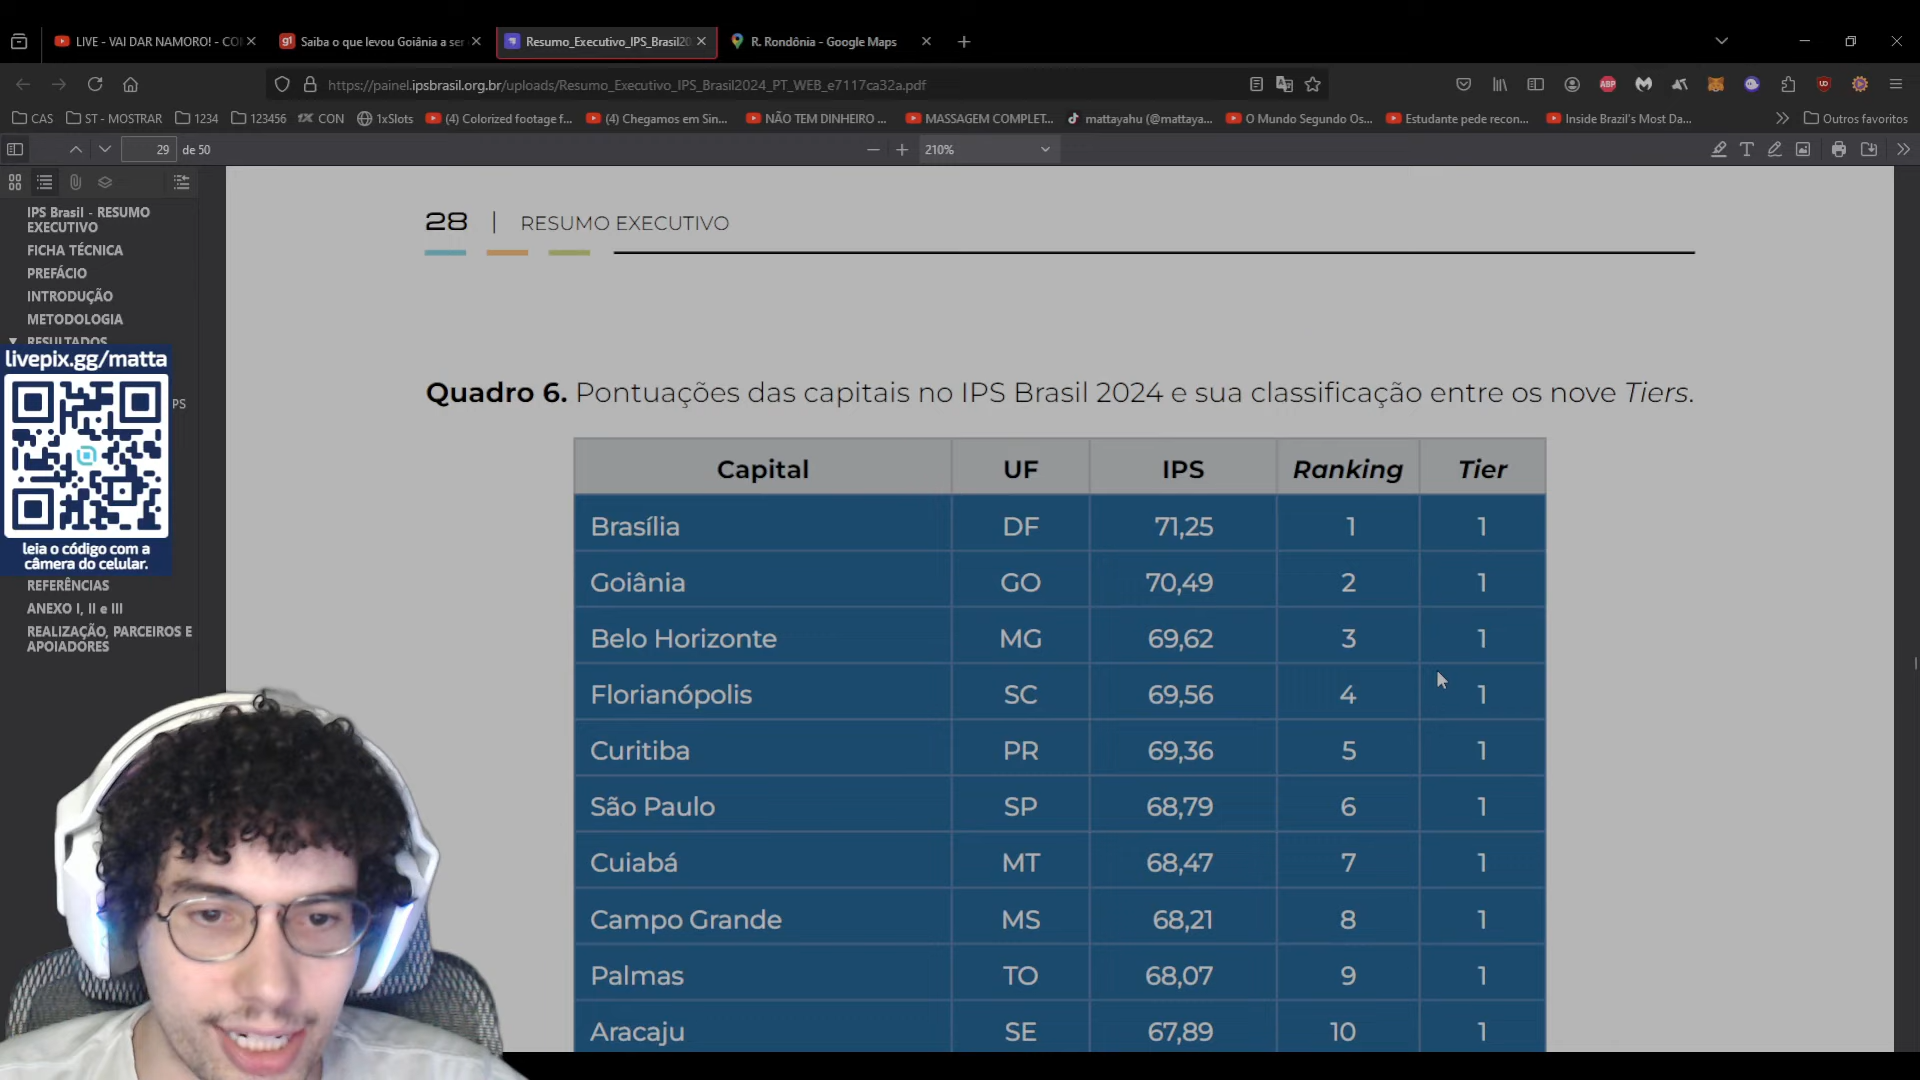 LIVE - VAI DAR NAMORO! - CO
Saiba o que levou Goiânia a ser
Resumo_Executivo_IPS_Brasil20
R. Rondônia - Google Maps
https://painel.ipsbrasil.org.br/uploads/Resumo_Executivo_IPS_Brasil2024_PT_WEB_e7117ca32a.pdf
CAS
ST - MOSTRAR
1234
123456
CON
1xSlots
(4) Colorized footage f...
(4) Chegamos em Sin...
NÃO TEM DINHEIRO ...
MASSAGEM COMPLET...
mattayahu (@mattaya...
O Mundo Segundo Os...
Estudante pede recon...
Inside Brazil's Most Da...
Outros favoritos
29 de 50
210%
IPS Brasil - RESUMO
EXECUTIVO
FICHA TÉCNICA
PREFÁCIO
INTRODUÇÃO
METODOLOGIA
RESULTADOS
livepix.gg/matta
PS
leia o código com a
câmera do celular.
REFERÊNCIAS
ANEXO I, II e III
REALIZAÇÃO, PARCEIROS E
APOIADORES
28 | RESUMO EXECUTIVO
Quadro 6. Pontuações das capitais no IPS Brasil 2024 e sua classificação entre os nove Tiers.
Capital UF IPS Ranking Tier
Brasília DF 71,25 1 1
Goiânia GO 70,49 2 1
Belo Horizonte MG 69,62 3 1
Florianópolis SC 69,56 4 1
Curitiba PR 69,36 5 1
São Paulo SP 68,79 6 1
Cuiabá MT 68,47 7 1
Campo Grande MS 68,21 8 1
Palmas TO 68,07 9 1
Aracaju SE 67,89 10 1